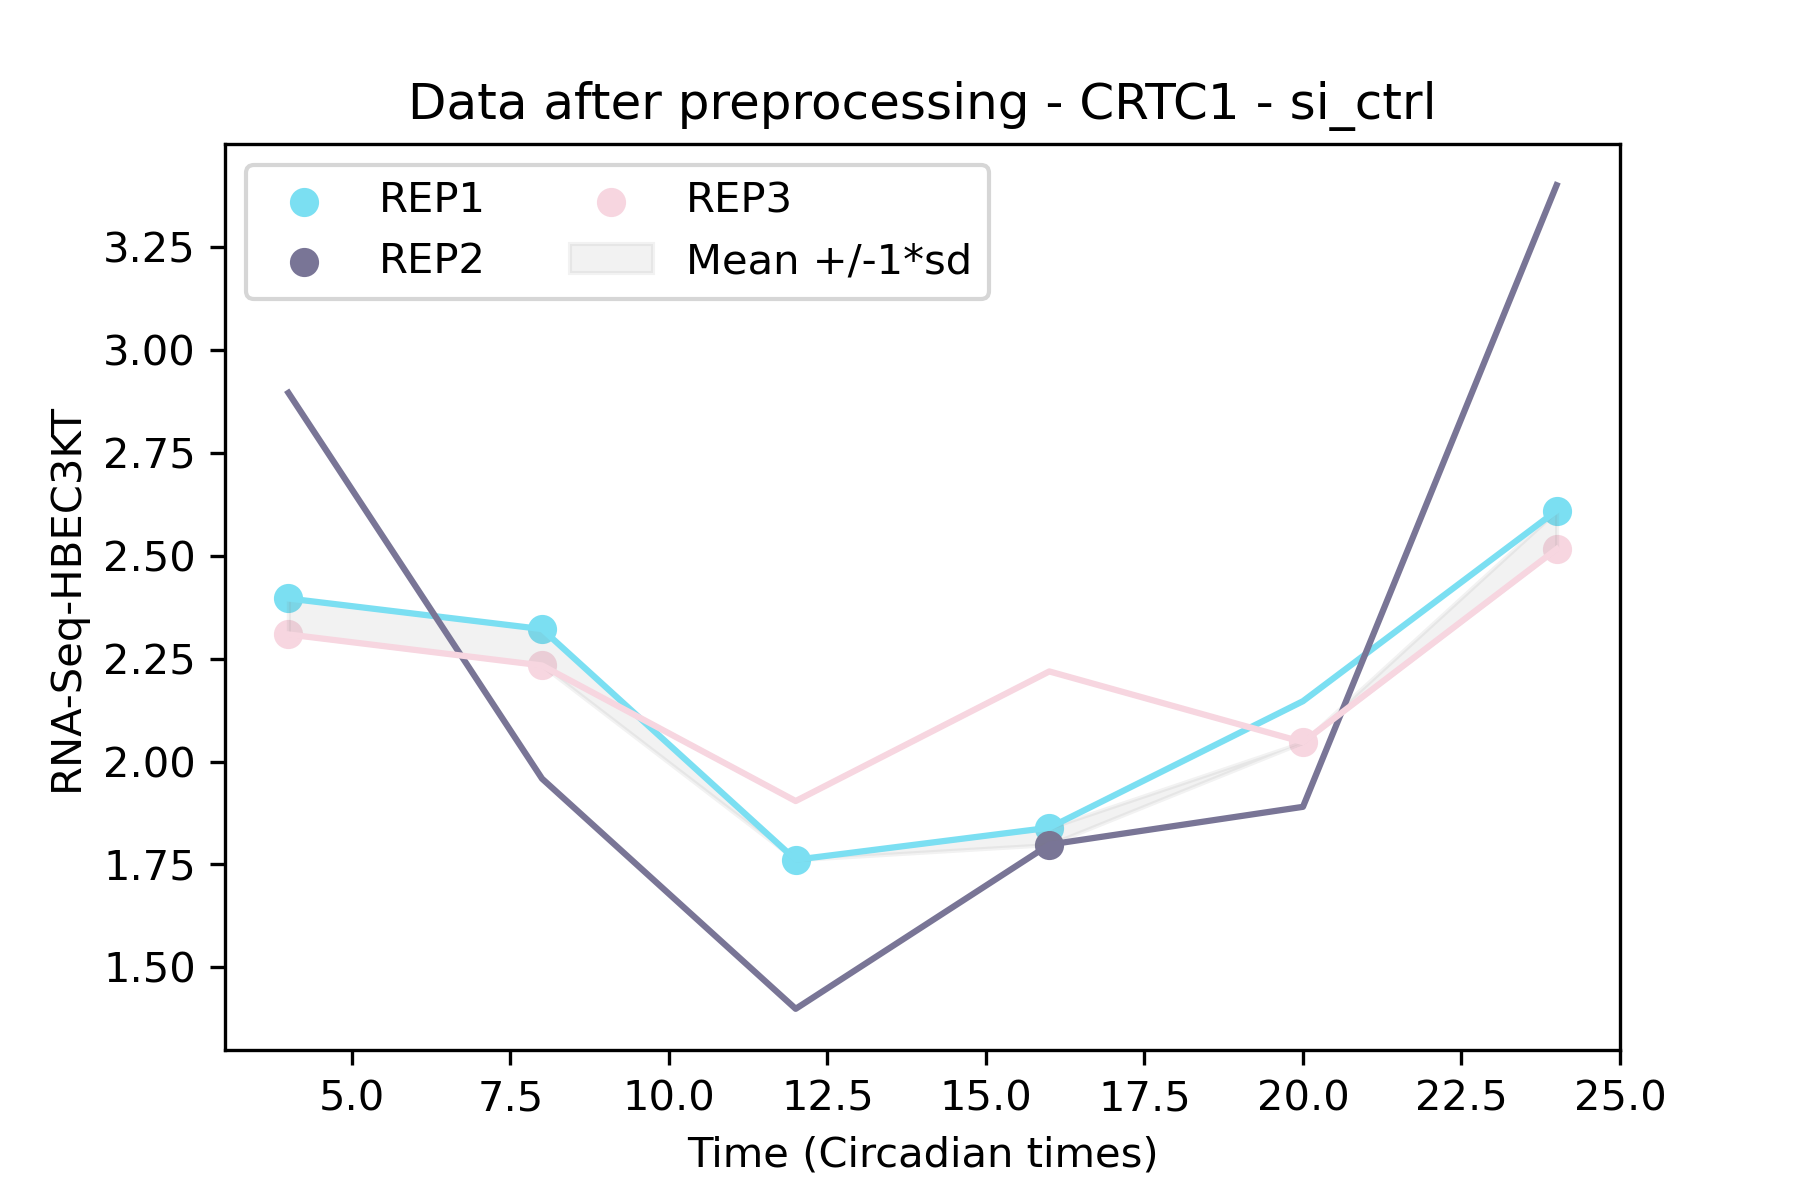 Data after preprocessing - CRTC1 - si_ctrl
REP1
REP2
REP3
Mean +/-1*sd
RNA-Seq-HBEC3KT
3.25
3.00
2.75
2.50
2.25
2.00
1.75
1.50
5.0 7.5 10.0 12.5 15.0 17.5 20.0 22.5 25.0
Time (Circadian times)